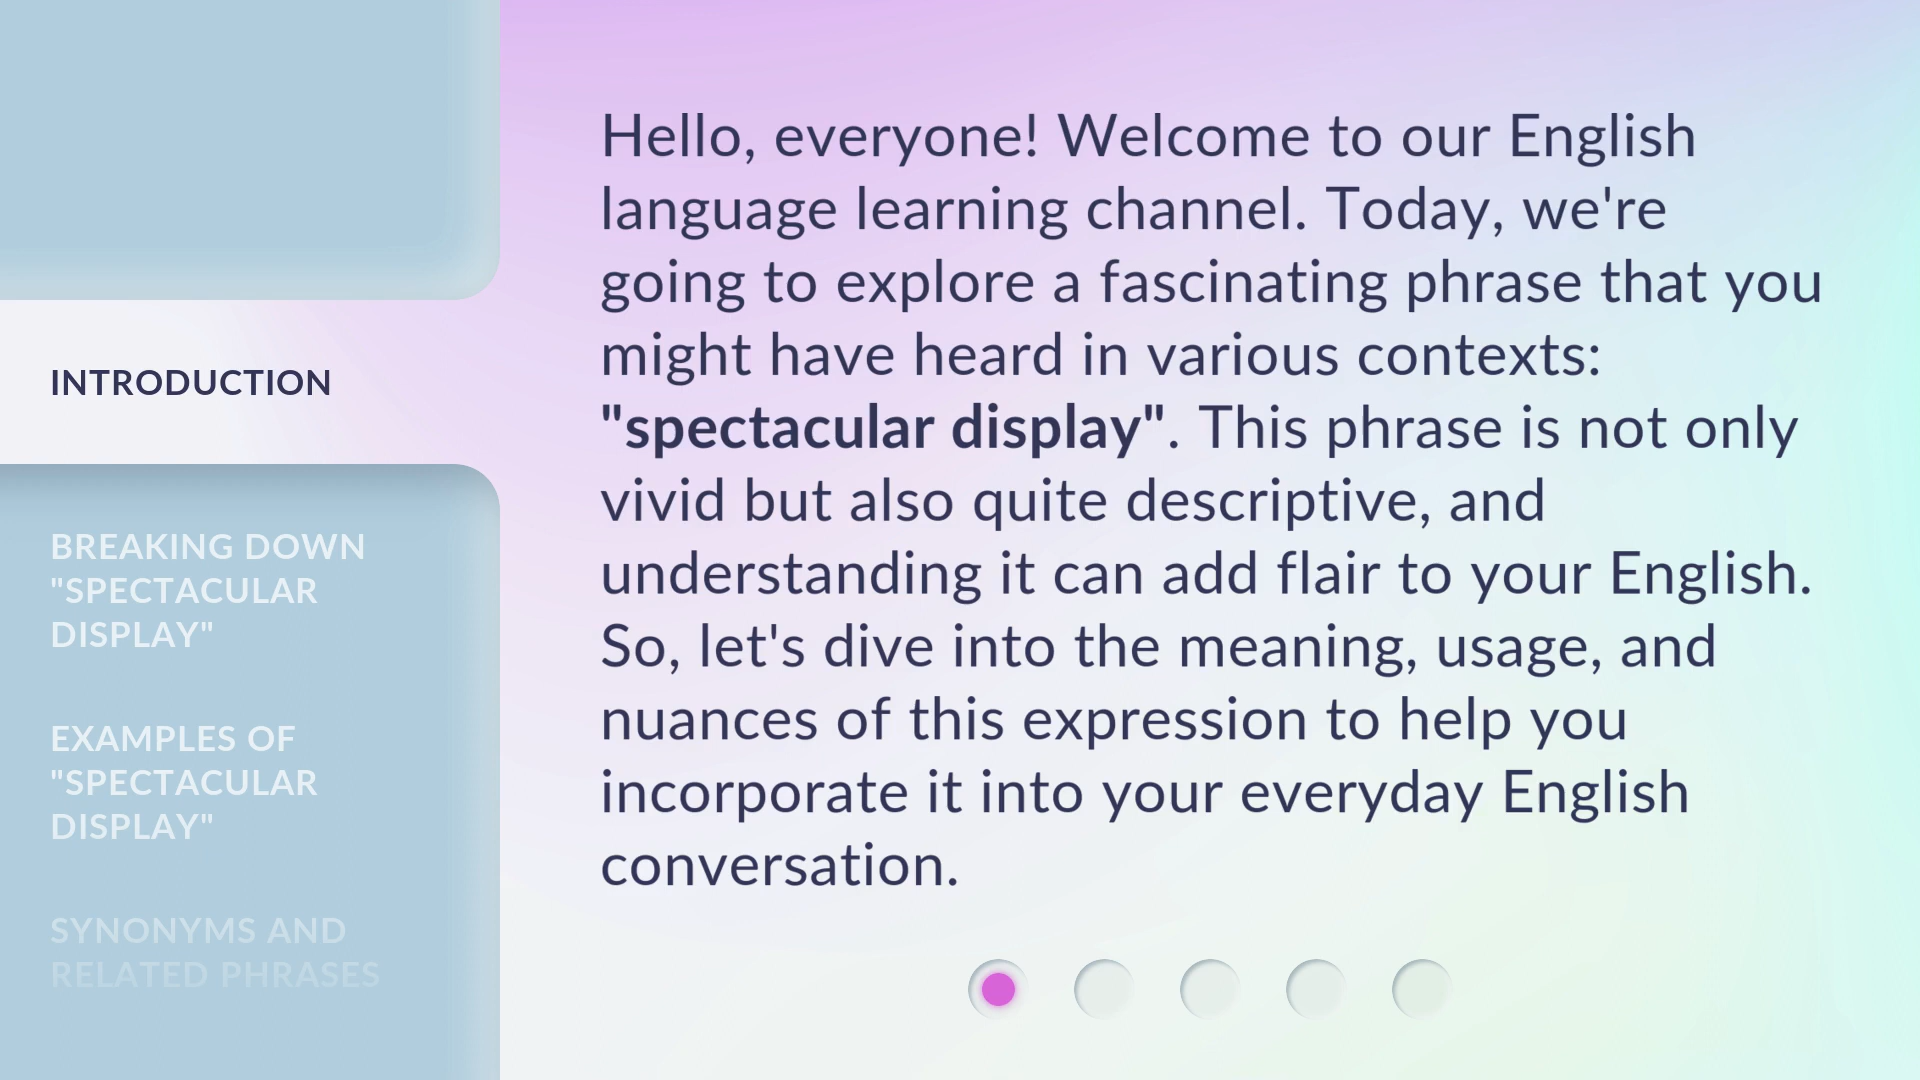 INTRODUCTION
BREAKING DOWN
"SPECTACULAR
DISPLAY"
EXAMPLES OF
"SPECTACULAR
DISPLAY"
SYNONYMS AND
RELATED PHRASES
Hello, everyone! Welcome to our English
language learning channel. Today, we're
going to explore a fascinating phrase that you
might have heard in various contexts:
"spectacular display". This phrase is not only
vivid but also quite descriptive, and
understanding it can add flair to your English.
So, let's dive into the meaning, usage, and
nuances of this expression to help you
incorporate it into your everyday English
conversation.